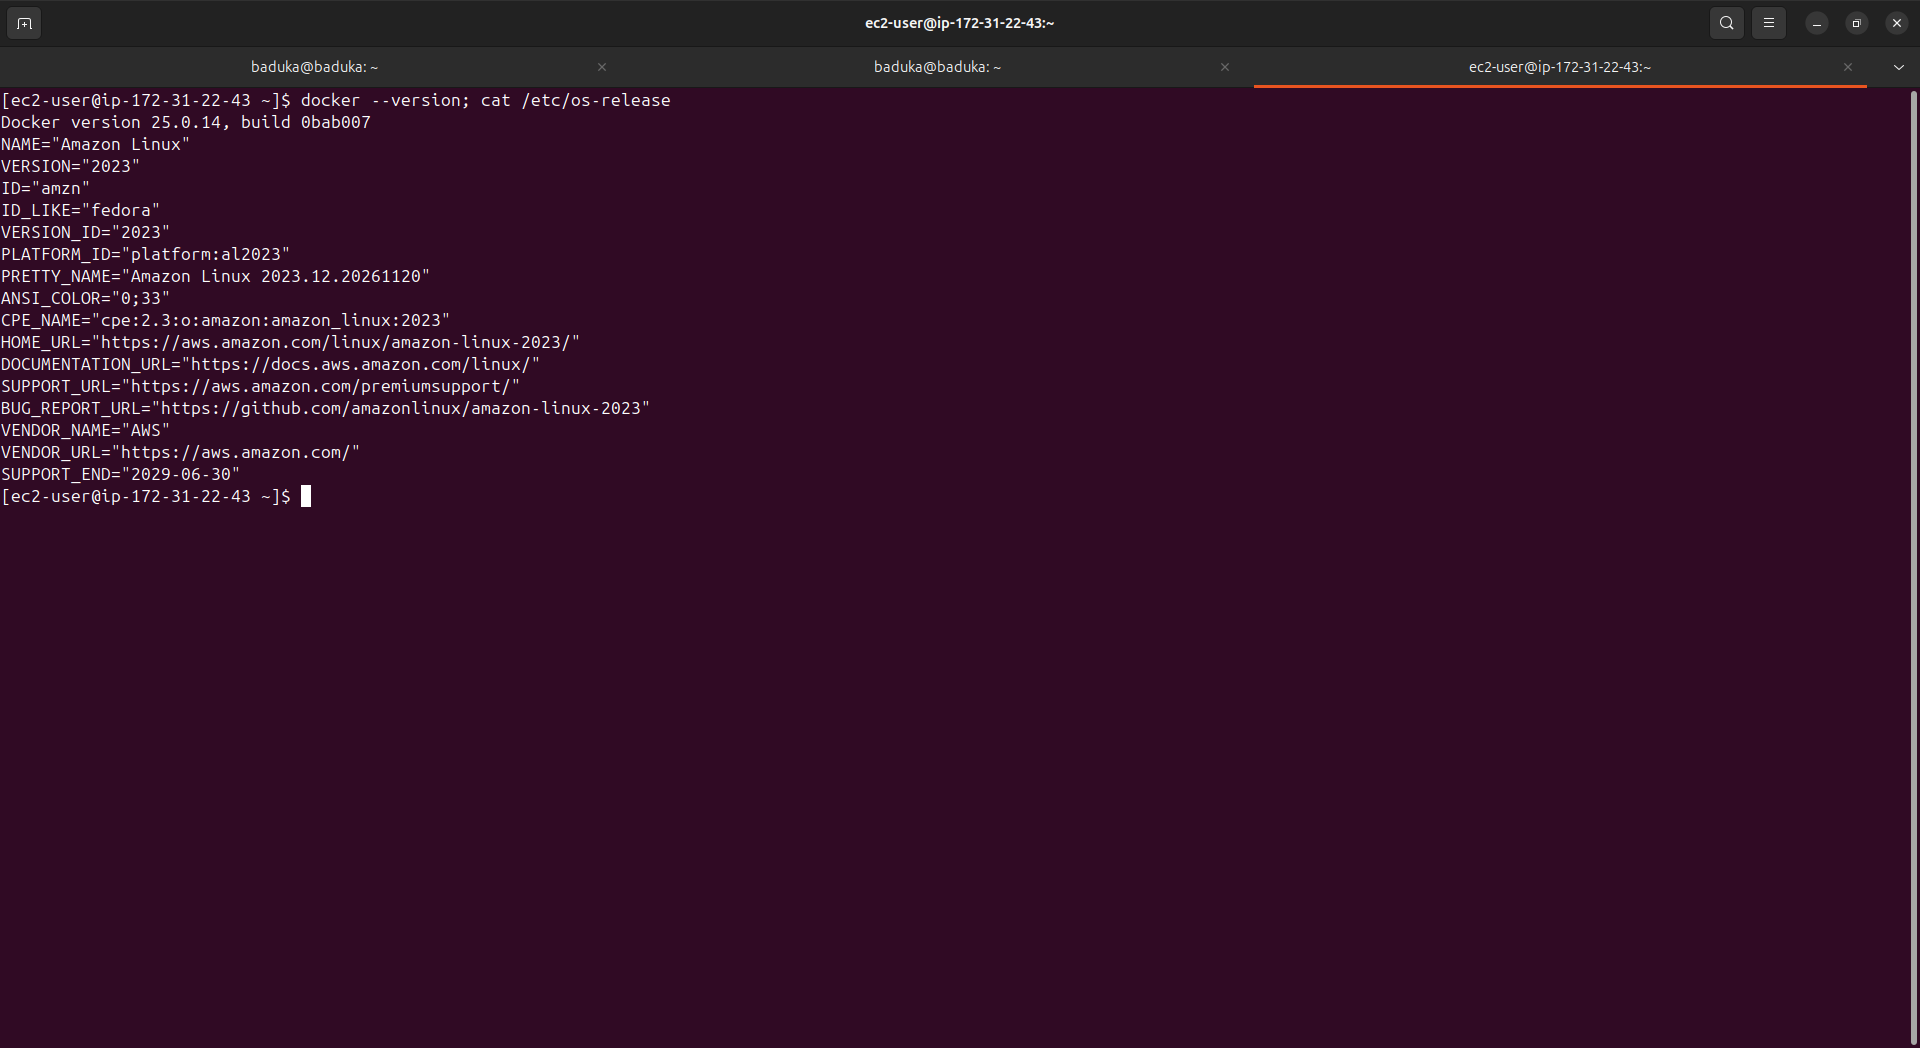 ec2-user@ip-172-31-22-43:~
baduka@baduka: ~
baduka@baduka: ~
ec2-user@ip-172-31-22-43:~
[ec2-user@ip-172-31-22-43 ~]$ docker --version; cat /etc/os-release
Docker version 25.0.14, build 0bab007
NAME="Amazon Linux"
VERSION="2023"
ID="amzn"
ID_LIKE="fedora"
VERSION_ID="2023"
PLATFORM_ID="platform:al2023"
PRETTY_NAME="Amazon Linux 2023.12.20261120"
ANSI_COLOR="0;33"
CPE_NAME="cpe:2.3:o:amazon:amazon_linux:2023"
HOME_URL="https://aws.amazon.com/linux/amazon-linux-2023/"
DOCUMENTATION_URL="https://docs.aws.amazon.com/linux/"
SUPPORT_URL="https://aws.amazon.com/premiumsupport/"
BUG_REPORT_URL="https://github.com/amazonlinux/amazon-linux-2023"
VENDOR_NAME="AWS"
VENDOR_URL="https://aws.amazon.com/"
SUPPORT_END="2029-06-30"
[ec2-user@ip-172-31-22-43 ~]$